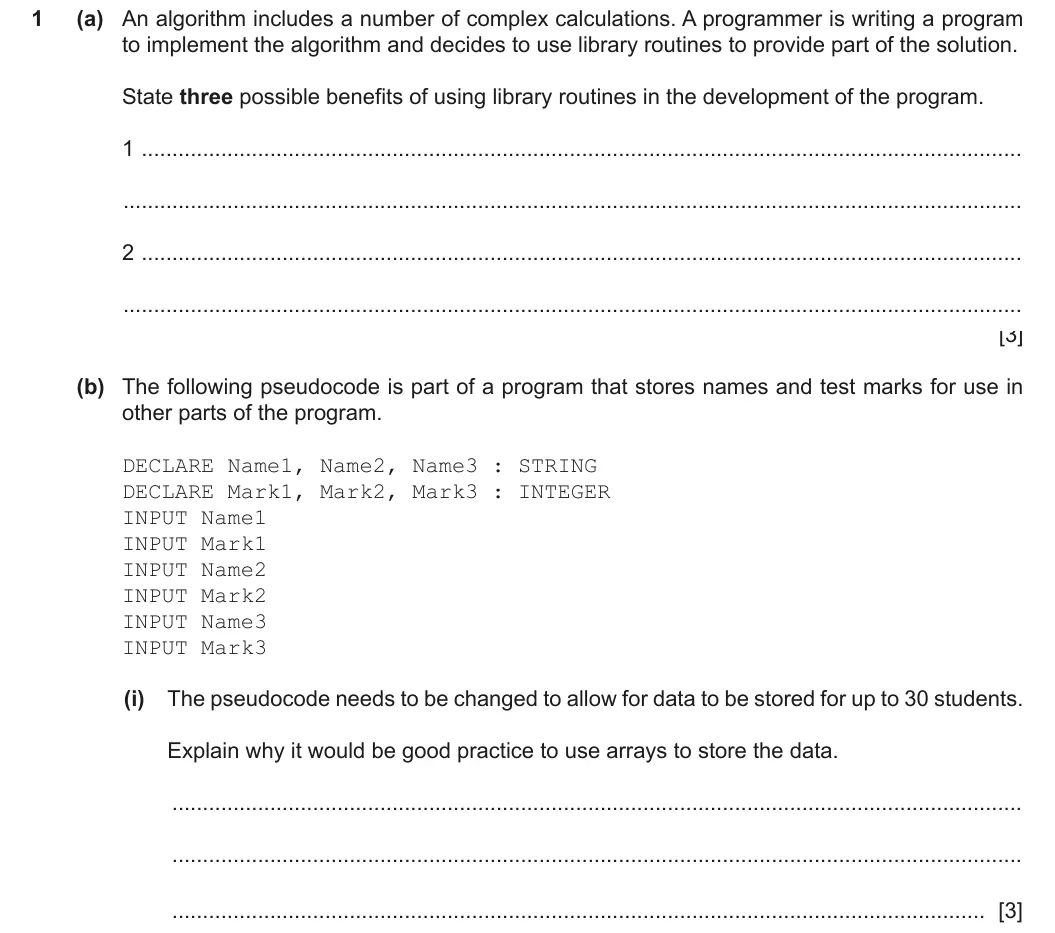 1 (a) An algorithm includes a number of complex calculations. A programmer is writing a program
to implement the algorithm and decides to use library routines to provide part of the solution.
State three possible benefits of using library routines in the development of the program.
1 ..............................................................................
..............................................................................
2 ..............................................................................
..............................................................................
[3]
(b) The following pseudocode is part of a program that stores names and test marks for use in
other parts of the program.
DECLARE Name1, Name2, Name3 : STRING
DECLARE Mark1, Mark2, Mark3 : INTEGER
INPUT Name1
INPUT Mark1
INPUT Name2
INPUT Mark2
INPUT Name3
INPUT Mark3
(i) The pseudocode needs to be changed to allow for data to be stored for up to 30 students.
Explain why it would be good practice to use arrays to store the data.
..............................................................................
..............................................................................
.............................................................................. [3]